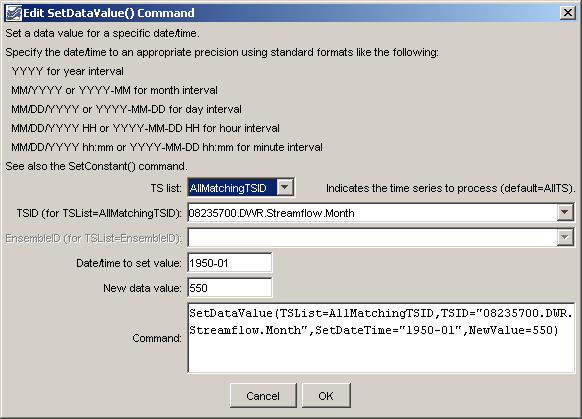 Edit SetDataValue() Command
Set a data value for a specific date/time.
Specify the date/time to an appropriate precision using standard formats like the following:
YYYY for year interval
MM/YYYY or YYYY-MM for month interval
MM/DD/YYYY or YYYY-MM-DD for day interval
MM/DD/YYYY HH or YYYY-MM-DD HH for hour interval
MM/DD/YYYY hh:mm or YYYY-MM-DD hh:mm for minute interval
See also the SetConstant() command.
TS list: AllMatchingTSID Indicates the time series to process (default=AllTS).
TSID (for TSList=AllMatchingTSID): 08235700.DWR.Streamflow.Month
EnsembleID (for TSList=EnsembleID):
Date/time to set value: 1950-01
New data value: 550
SetDataValue(TSList=AllMatchingTSID,TSID="08235700.DWR.
Command: Streamflow.Month",SetDateTime="1950-01",NewValue=550)
Cancel OK